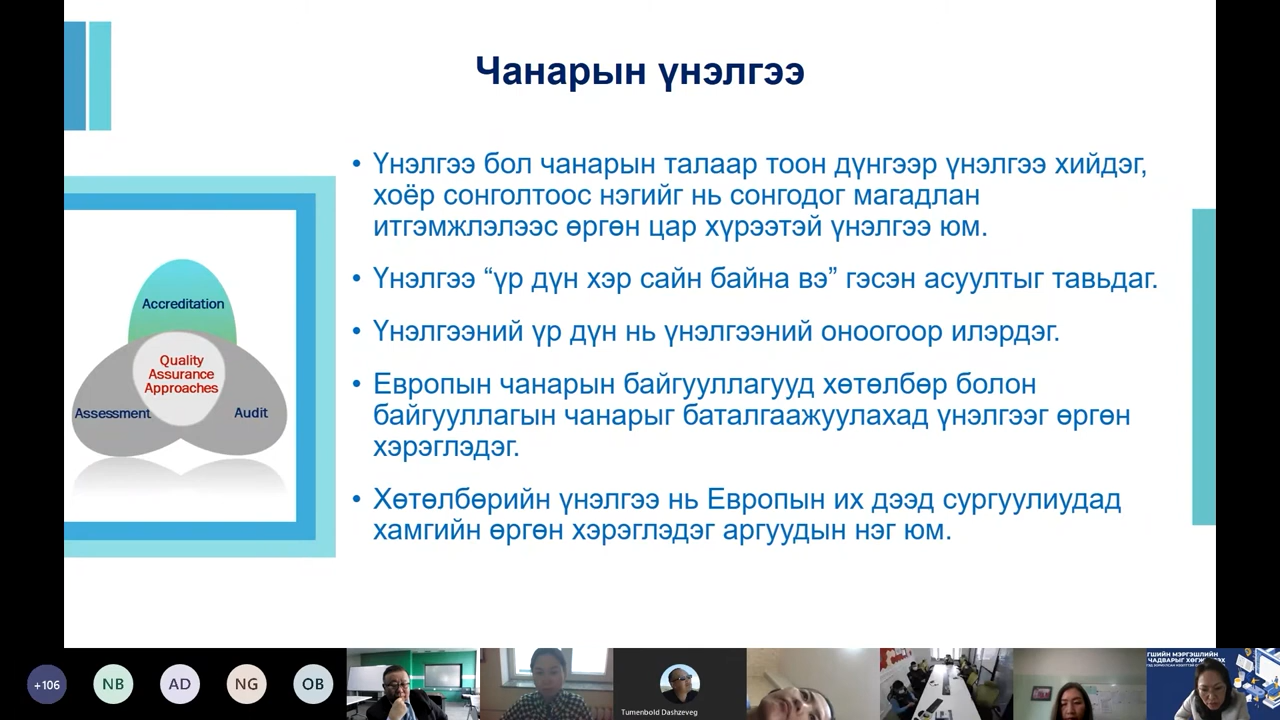 Чанарын үнэлгээ
• Үнэлгээ бол чанарын талаар тоон дүнгээр үнэлгээ хийдэг,
хоёр сонголтоос нэгийг нь сонгодог магадлан
итгэмжлэлээс өргөн цар хүрээтэй үнэлгээ юм.
• Үнэлгээ “үр дүн хэр сайн байна вэ” гэсэн асуултыг тавьдаг.
• Үнэлгээний үр дүн нь үнэлгээний оноогоор илэрдэг.
• Европын чанарын байгууллагууд хөтөлбөр болон
байгууллагын чанарыг баталгаажуулахад үнэлгээг өргөн
хэрэглэдэг.
• Хөтөлбөрийн үнэлгээ нь Европын их дээд сургуулиудад
хамгийн өргөн хэрэглэдэг аргуудын нэг юм.
Accreditation
Quality
Assurance
Approaches
Assessment
Audit
+106
NB
AD
NG
OB
Tumenbold Dashzeveg
ГШИЙН МЭРГЭШЛИЙН